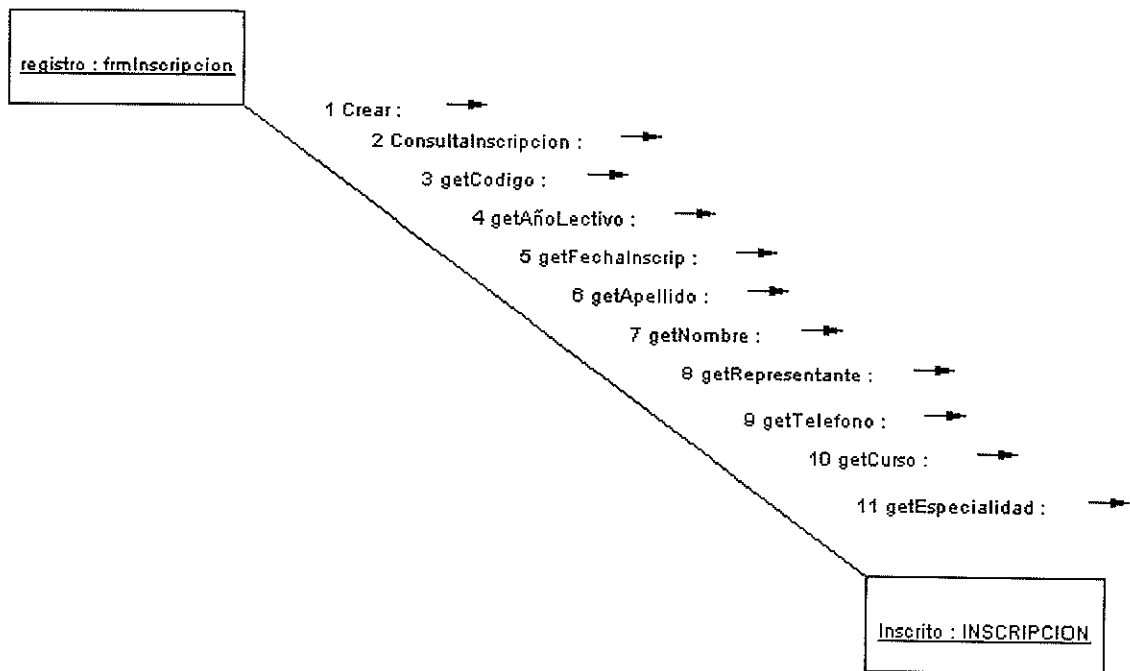 registro : frmInscripcion
1 Crear :
2 ConsultaInscripcion :
3 getCodigo :
4 getAñoLectivo :
5 getFechaInscrip :
6 getApellido :
7 getNombre :
8 getRepresentante :
9 getTelefono :
10 getCurso :
11 getEspecialidad :
Inscrito : INSCRIPCION